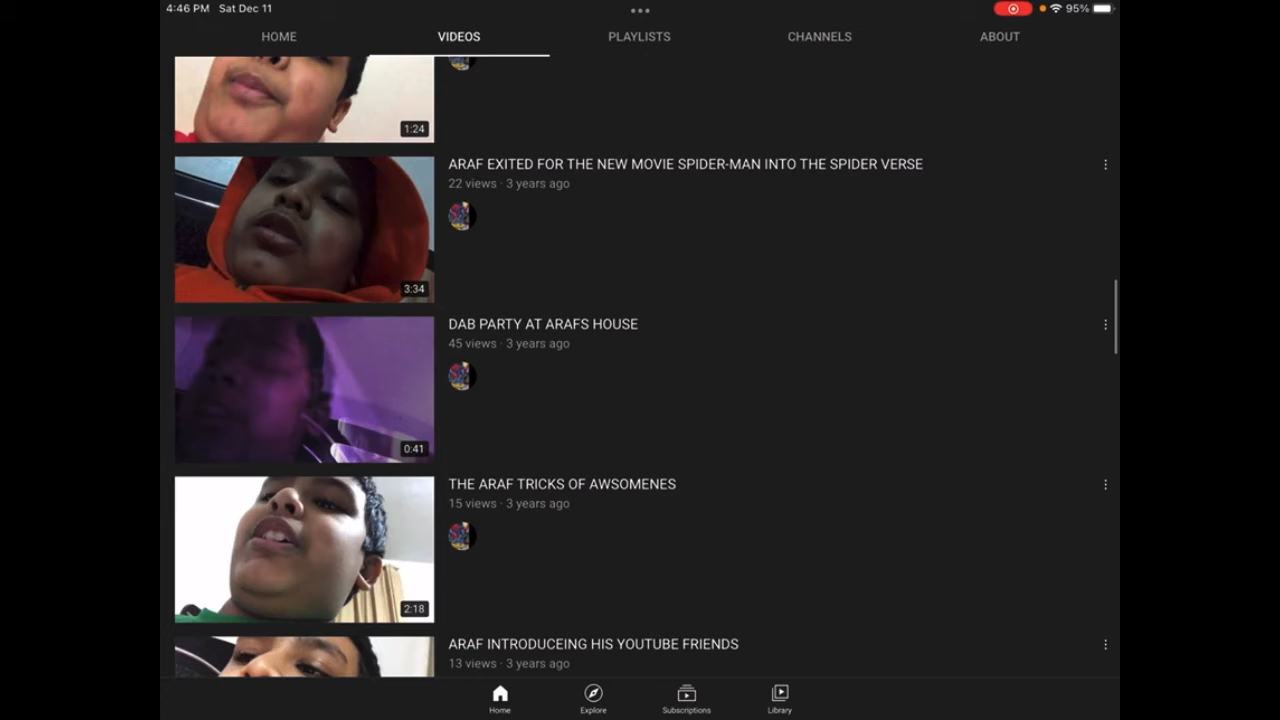 4:46 PM Sat Dec 11
95%
HOME VIDEOS PLAYLISTS CHANNELS ABOUT
1:24
ARAF EXITED FOR THE NEW MOVIE SPIDER-MAN INTO THE SPIDER VERSE
22 views · 3 years ago
3:34
DAB PARTY AT ARAFS HOUSE
45 views · 3 years ago
0:41
THE ARAF TRICKS OF AWSOMENES
15 views · 3 years ago
2:18
ARAF INTRODUCEING HIS YOUTUBE FRIENDS
13 views · 3 years ago
Home Explore Subscriptions Library